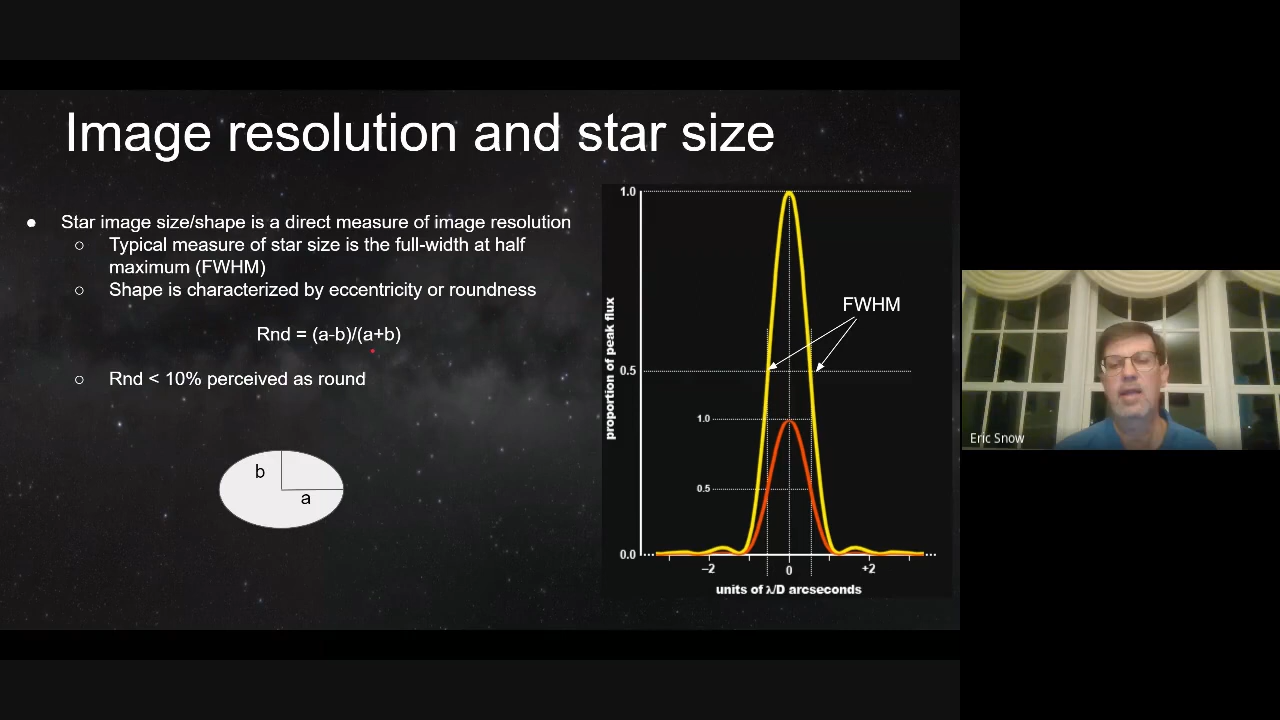 Image resolution and star size
● Star image size/shape is a direct measure of image resolution
○ Typical measure of star size is the full-width at half
maximum (FWHM)
○ Shape is characterized by eccentricity or roundness
Rnd = (a-b)/(a+b)
○ Rnd < 10% perceived as round
b
a
proportion of peak flux
1.0
FWHM
0.5
1.0
0.5
0.0
–2
0
+2
units of λ/D arcseconds
Eric Snow